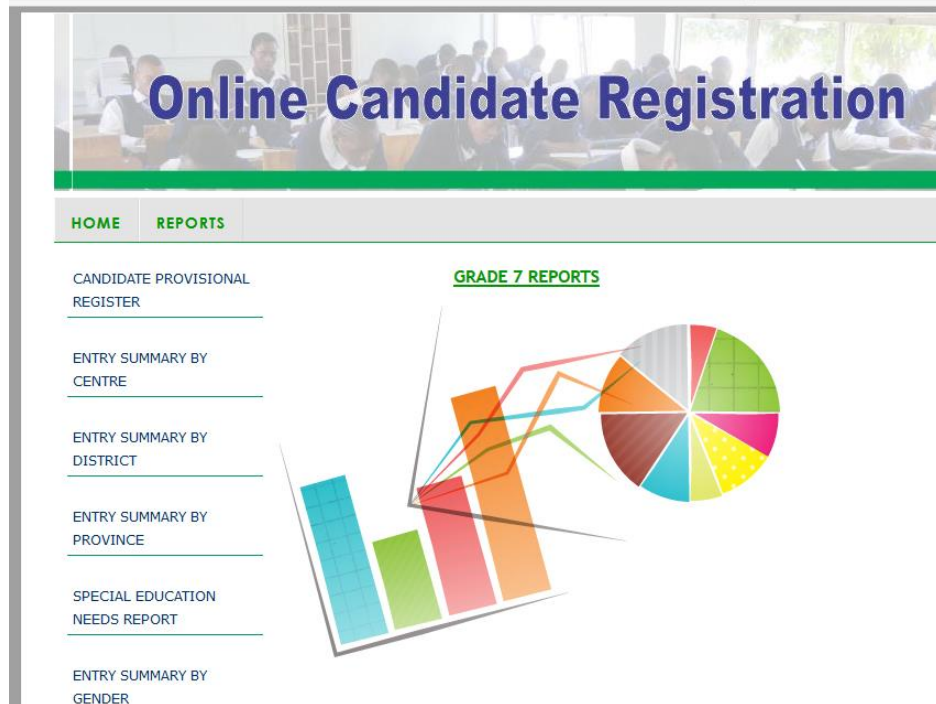 Online Candidate Registration
HOME
REPORTS
CANDIDATE PROVISIONAL
REGISTER
ENTRY SUMMARY BY
CENTRE
ENTRY SUMMARY BY
DISTRICT
ENTRY SUMMARY BY
PROVINCE
SPECIAL EDUCATION
NEEDS REPORT
ENTRY SUMMARY BY
GENDER
GRADE 7 REPORTS